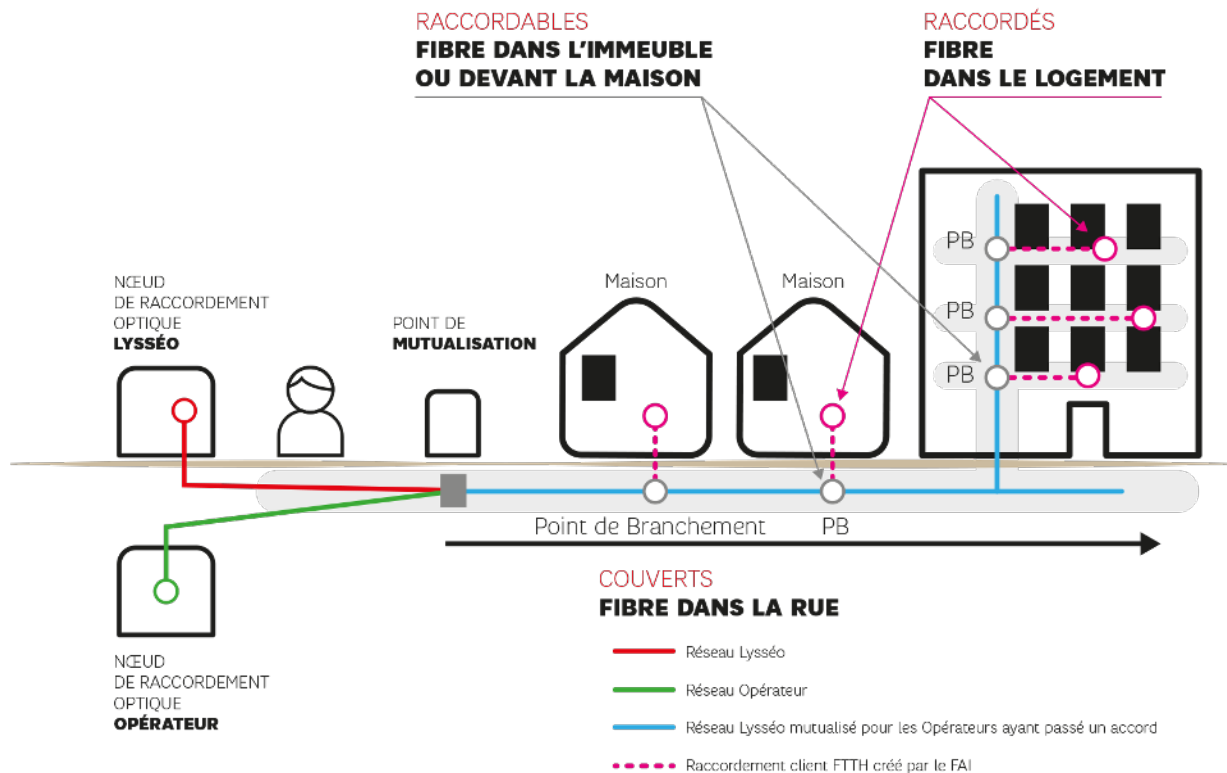 RACCORDABLES
FIBRE DANS L'IMMEUBLE
OU DEVANT LA MAISON
RACCORDÉS
FIBRE
DANS LE LOGEMENT
NŒUD
DE RACCORDEMENT
OPTIQUE
LYSSÉO
POINT DE
MUTUALISATION
Maison
Maison
PB
PB
PB
Point de Branchement
PB
NŒUD
DE RACCORDEMENT
OPTIQUE
OPÉRATEUR
COUVERTS
FIBRE DANS LA RUE
Réseau Lysséo
Réseau Opérateur
Réseau Lysséo mutualisé pour les Opérateurs ayant passé un accord
Raccordement client FTTH créé par le FAI